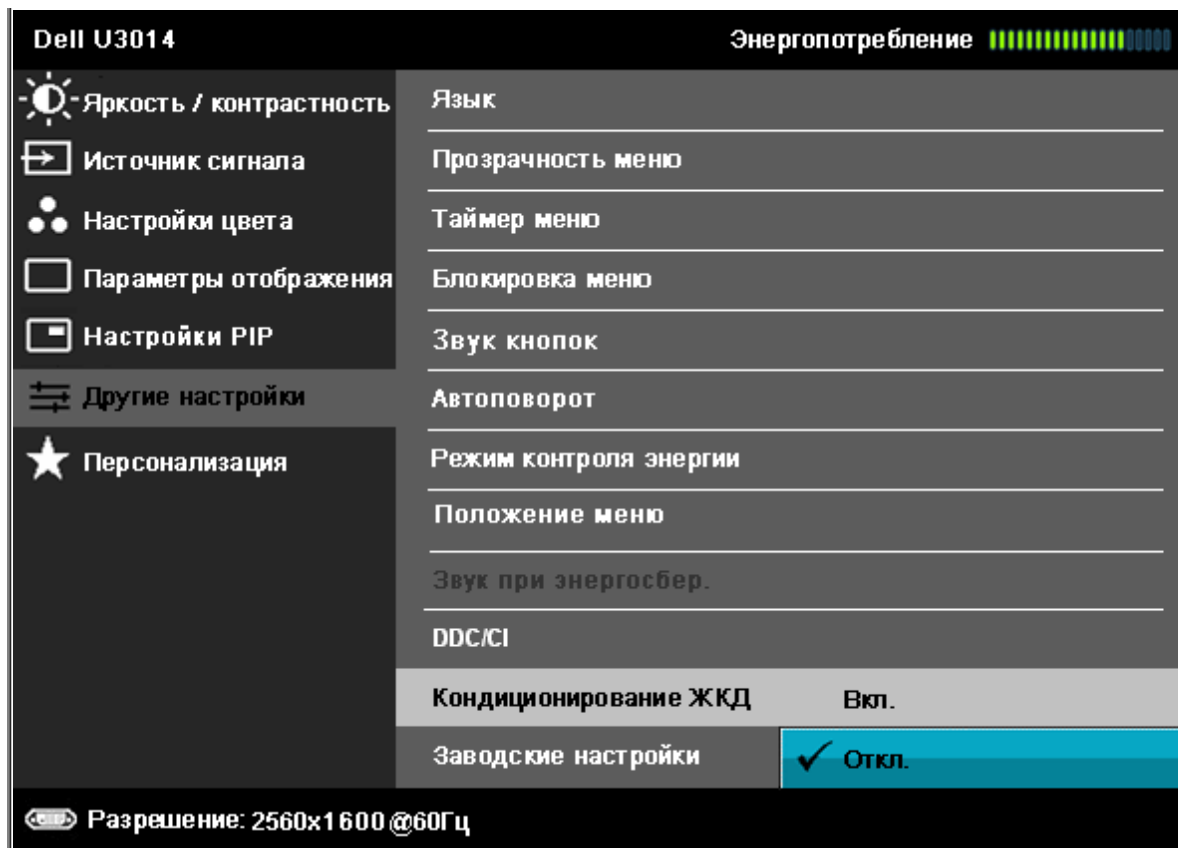 Dell U3014
Энергопотребление
Яркость / контрастность
Язык
Источник сигнала
Прозрачность меню
Настройки цвета
Таймер меню
Параметры отображения
Блокировка меню
Настройки PIP
Звук кнопок
Другие настройки
Автоповорот
Персонализация
Режим контроля энергии
Положение меню
Звук при энергосбер.
DDC/CI
Кондиционирование ЖКД
Вкл.
Заводские настройки
Откл.
Разрешение: 2560x1600 @60Гц